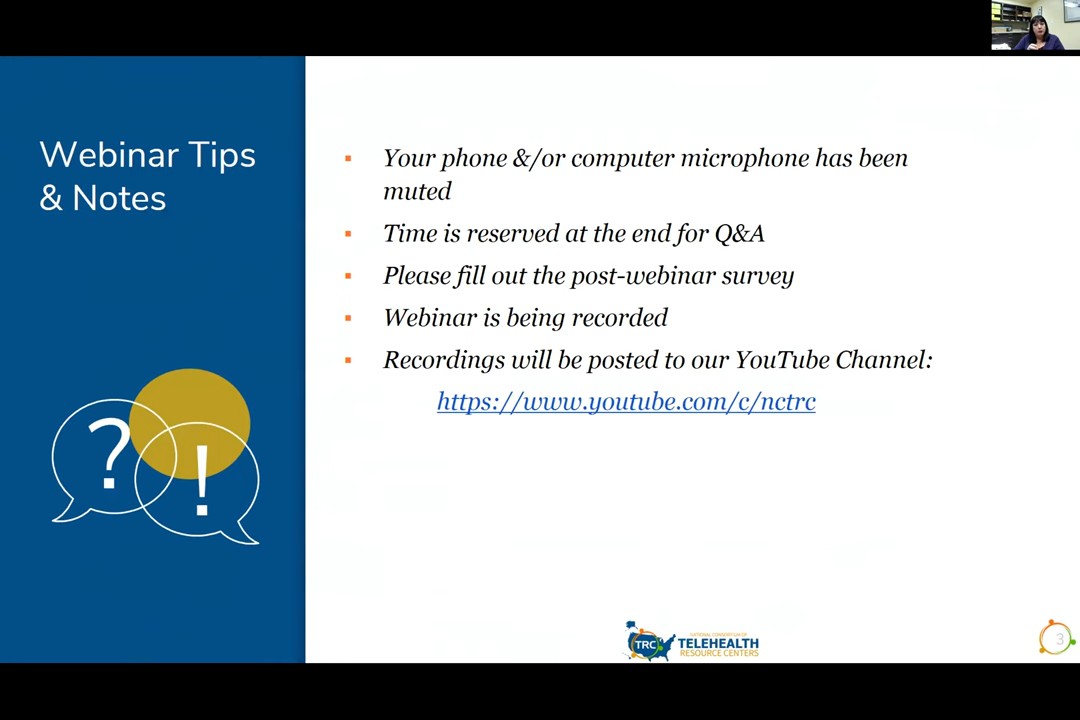 Webinar Tips
& Notes
▪ Your phone &/or computer microphone has been
muted
▪ Time is reserved at the end for Q&A
▪ Please fill out the post-webinar survey
▪ Webinar is being recorded
▪ Recordings will be posted to our YouTube Channel:
https://www.youtube.com/c/nctrc
?
!
NATIONAL CONSORTIUM OF
TRC
TELEHEALTH
RESOURCE CENTERS
3